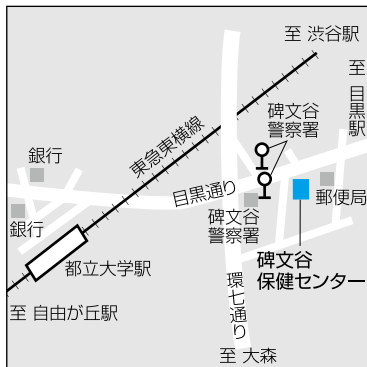 至 渋谷駅
至 目黒駅
東急東横線
碑文谷
警察署
銀行
目黒通り
郵便局
銀行
碑文谷
警察署
都立大学駅
碑文谷
保健センター
環七通り
至 自由が丘駅
至 大森